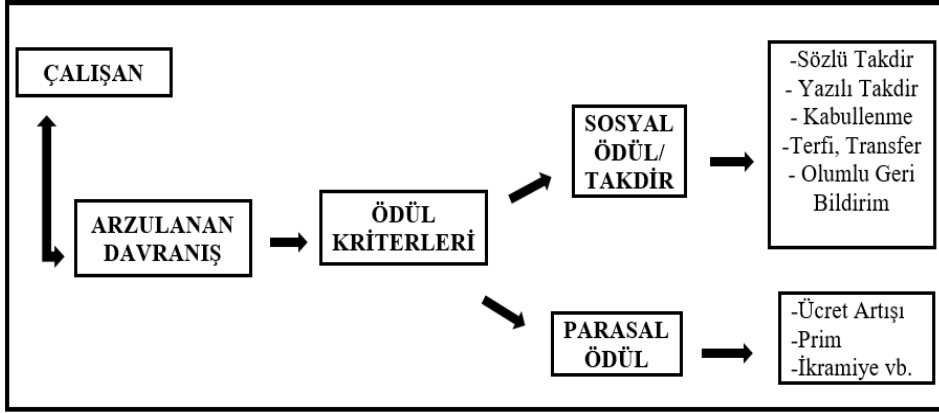 ÇALIŞAN
ARZULANAN
DAVRANIŞ
ÖDÜL
KRİTERLERİ
SOSYAL
ÖDÜL/
TAKDİR
-Sözlü Takdir
- Yazılı Takdir
- Kabullenme
-Terfi, Transfer
- Olumlu Geri
Bildirim
PARASAL
ÖDÜL
-Ücret Artışı
-Prim
-İkramiye vb.